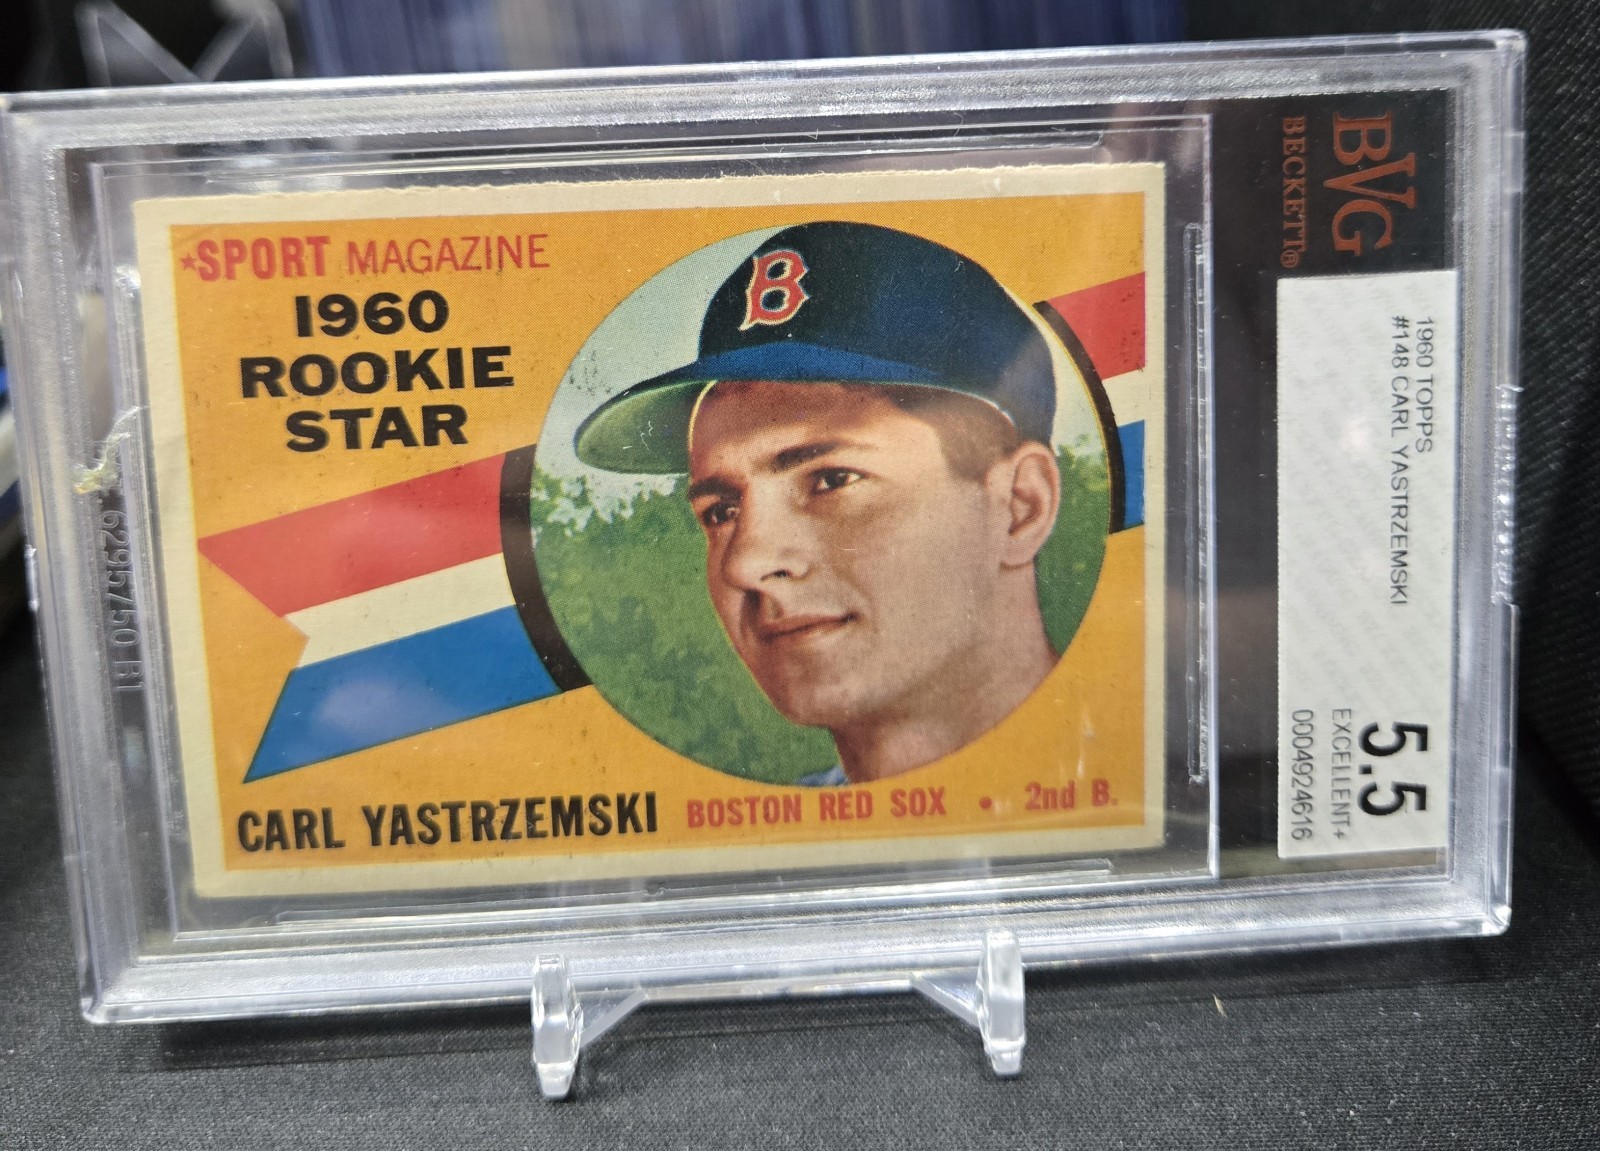 ★SPORT MAGAZINE
1960
ROOKIE
STAR
B
CARL YASTRZEMSKI BOSTON RED SOX • 2nd B.
BVG
BECKETT®
1960 TOPPS
#148 CARL YASTRZEMSKI
5.5
EXCELLENT+
0004924616